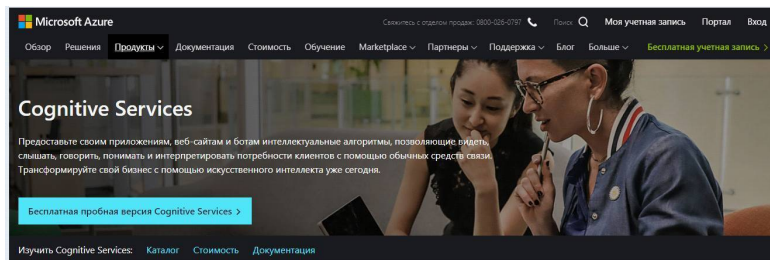 Microsoft Azure
Свяжитесь с отделом продаж: 0800-026-0797 Поиск Моя учетная запись Портал Вход
Обзор Решения Продукты Документация Стоимость Обучение Marketplace Партнеры Поддержка Блог Больше Бесплатная учетная запись >
Cognitive Services
Предоставьте своим приложениям, веб-сайтам и ботам интеллектуальные алгоритмы, позволяющие видеть,
слышать, говорить, понимать и интерпретировать потребности клиентов с помощью обычных средств связи.
Трансформируйте свой бизнес с помощью искусственного интеллекта уже сегодня.
Бесплатная пробная версия Cognitive Services >
Изучить Cognitive Services: Каталог Стоимость Документация